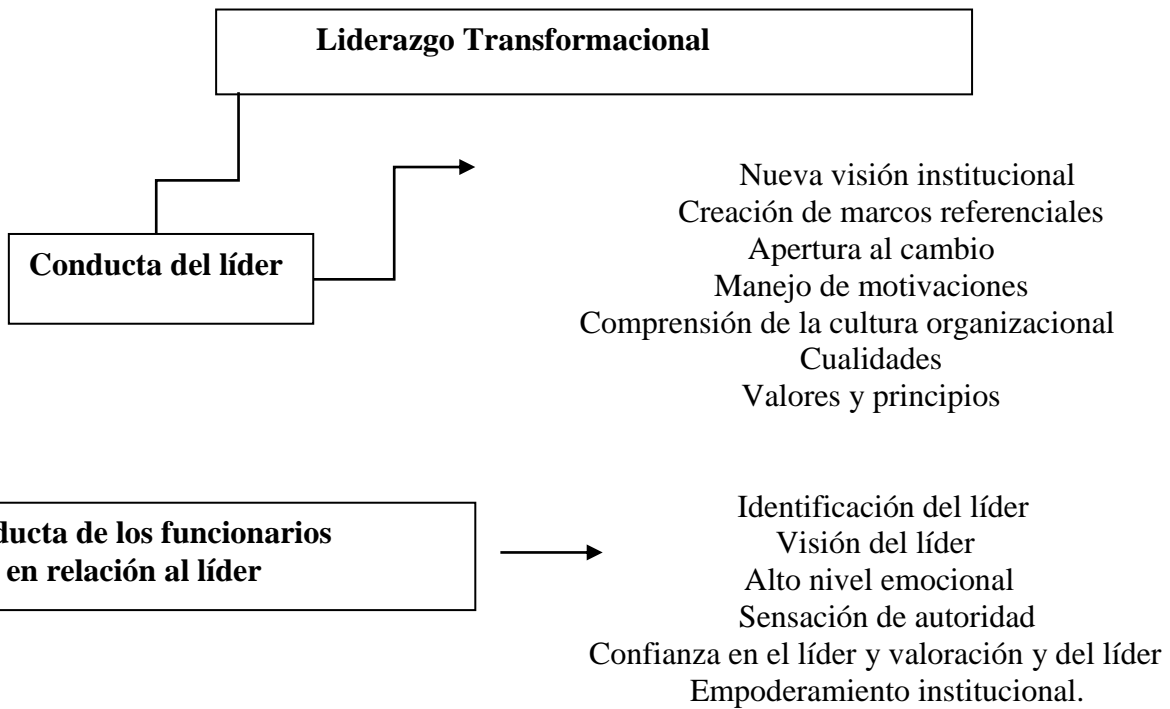 Liderazgo Transformacional
Conducta del líder
Nueva visión institucional
Creación de marcos referenciales
Apertura al cambio
Manejo de motivaciones
Comprensión de la cultura organizacional
Cualidades
Valores y principios
ducta de los funcionarios
en relación al líder
Identificación del líder
Visión del líder
Alto nivel emocional
Sensación de autoridad
Confianza en el líder y valoración y del líder
Empoderamiento institucional.